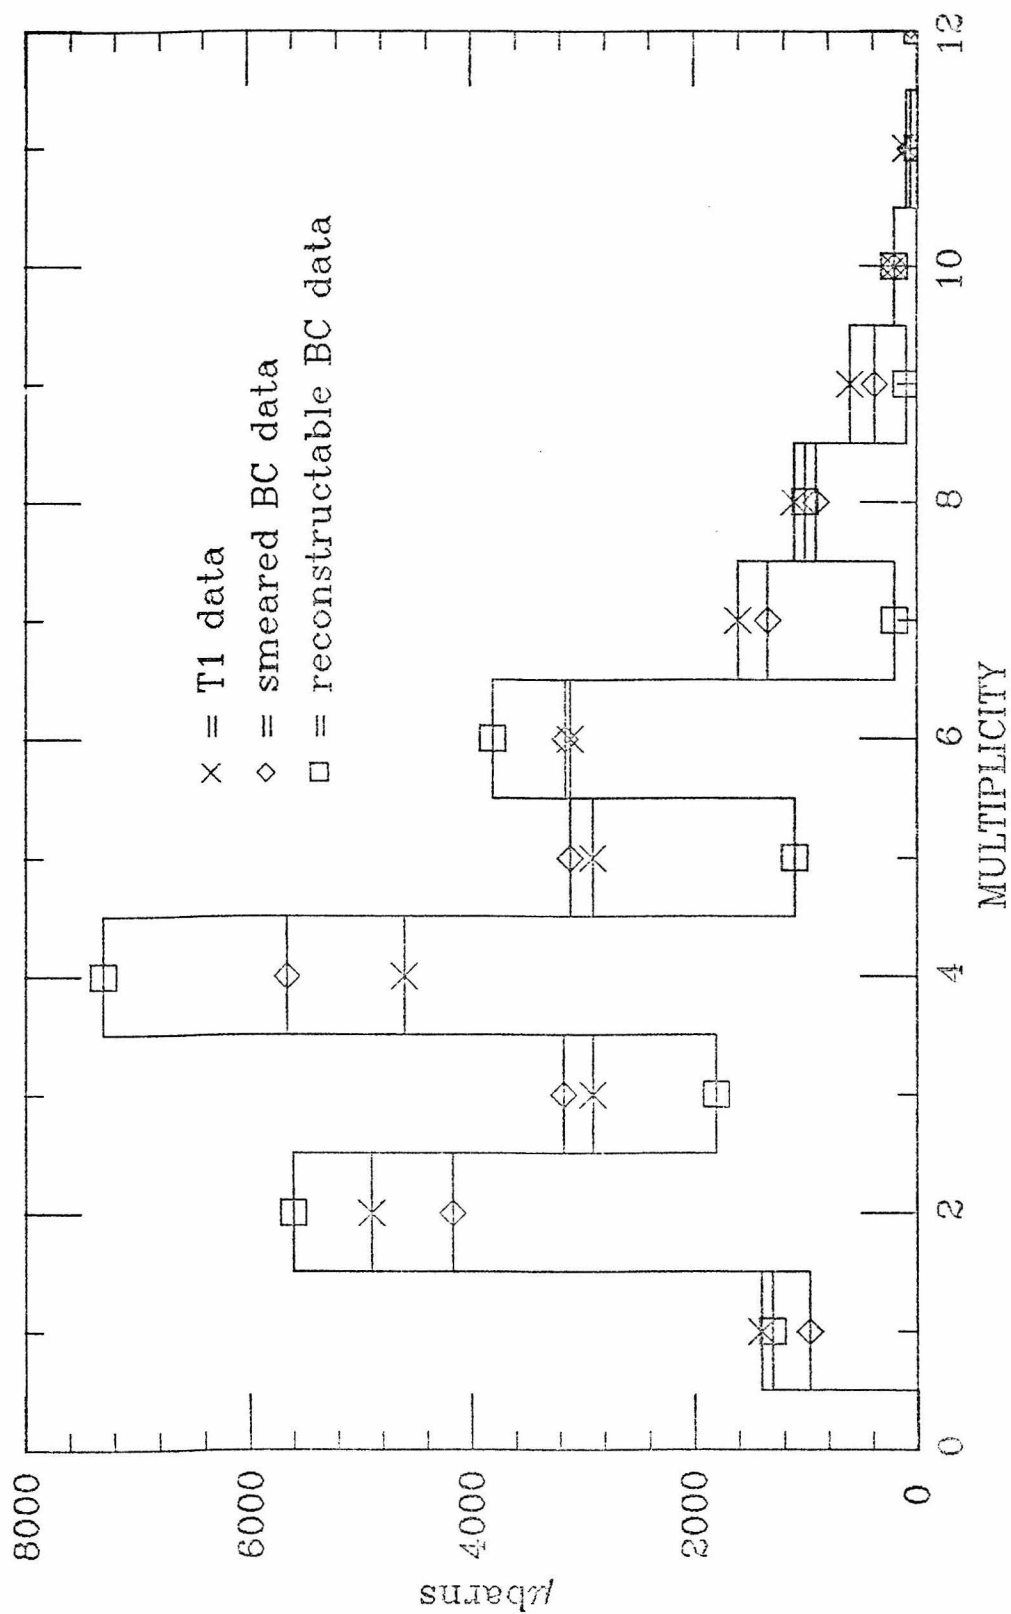 8000
6000
4000
2000
0
μbarns
× = T1 data
◇ = smeared BC data
□ = reconstructable BC data
0 2 4 6 8 10 12
MULTIPLICITY